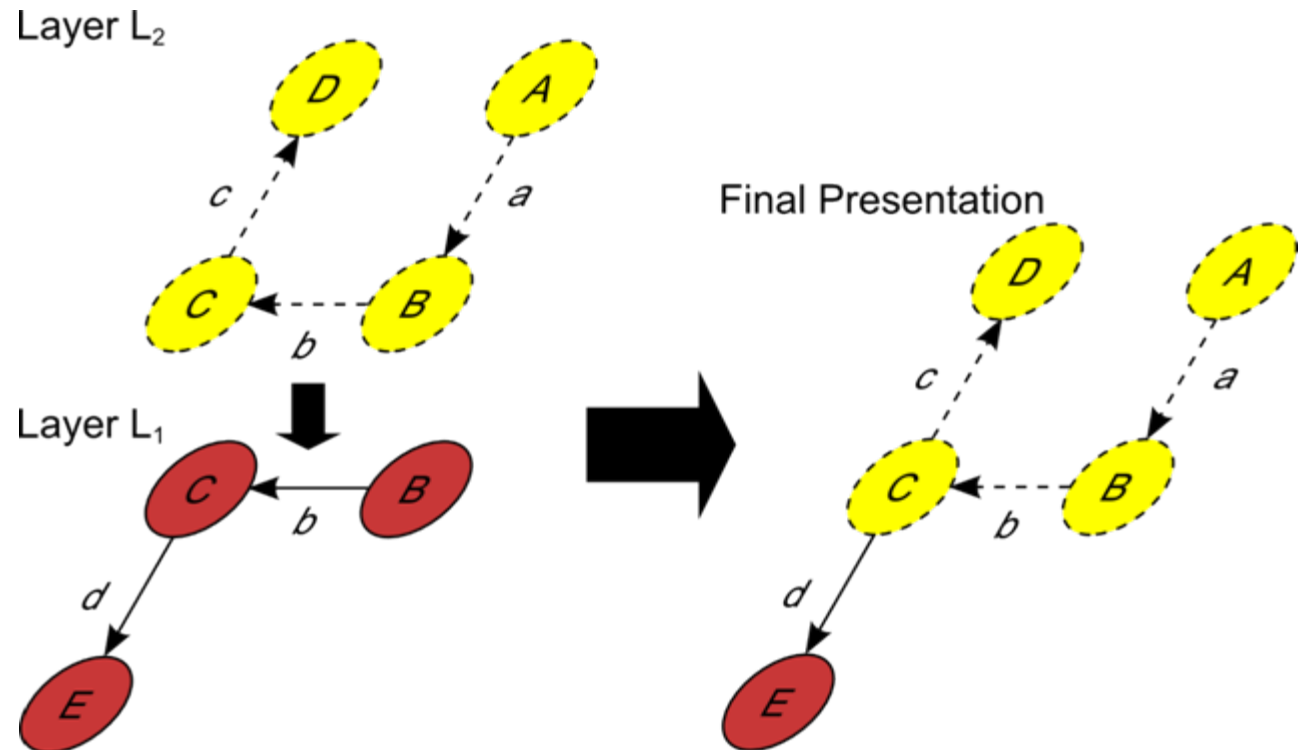 Layer L₂
D A
c a
C B
b
Layer L₁
C B
b
d
E
Final Presentation
D A
c a
C B
b
d
E